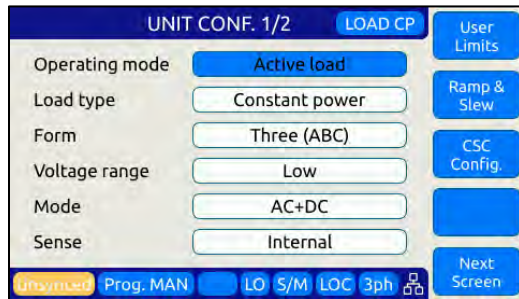 UNIT CONF. 1/2
LOAD CP
Operating mode
Active load
Load type
Constant power
Form
Three (ABC)
Voltage range
Low
Mode
AC+DC
Sense
Internal
Unsynced
Prog. MAN
LO
S/M
LOC
3ph
User
Limits
Ramp &
Slew
CSC
Config.
Next
Screen